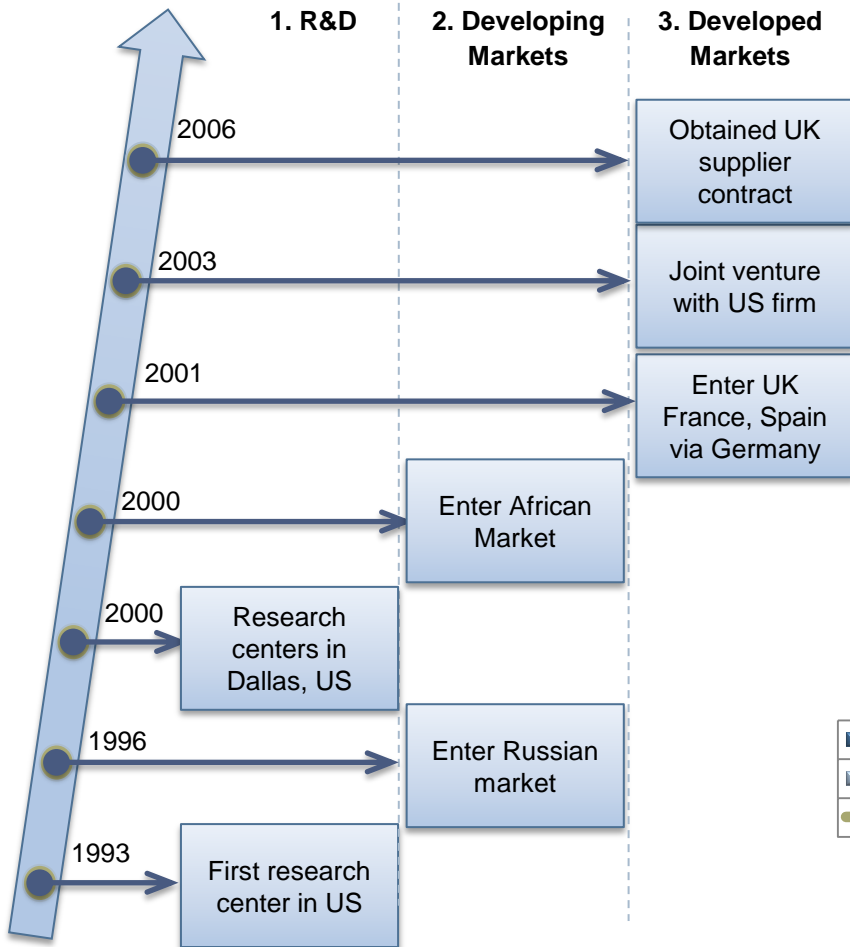 1. R&D
2. Developing
Markets
3. Developed
Markets
2006
Obtained UK
supplier
contract
2003
Joint venture
with US firm
2001
Enter UK
France, Spain
via Germany
2000
Enter African
Market
2000
Research
centers in
Dallas, US
1996
Enter Russian
market
1993
First research
center in US